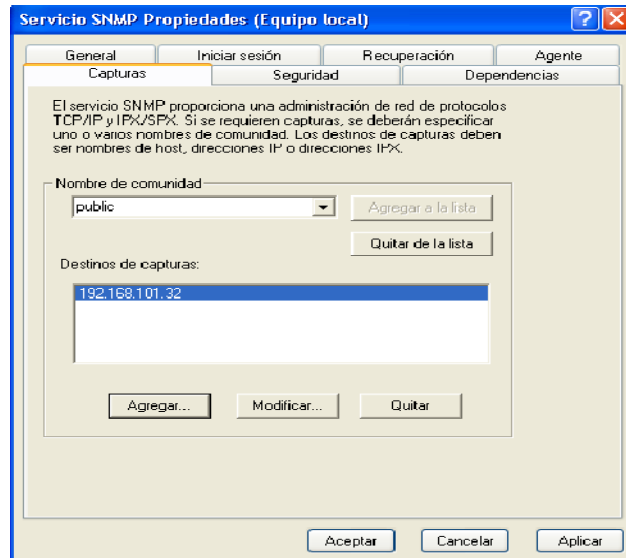 Servicio SNMP Propiedades (Equipo local)
General Iniciar sesión Recuperación Agente
Capturas Seguridad Dependencias
El servicio SNMP proporciona una administración de red de protocolos
TCP/IP y IPX/SPX. Si se requieren capturas, se deberán especificar
uno o varios nombres de comunidad. Los destinos de capturas deben
ser nombres de host, direcciones IP o direcciones IPX.
Nombre de comunidad
public
Agregar a la lista
Quitar de la lista
Destinos de capturas:
192.168.101.32
Agregar... Modificar... Quitar
Aceptar Cancelar Aplicar